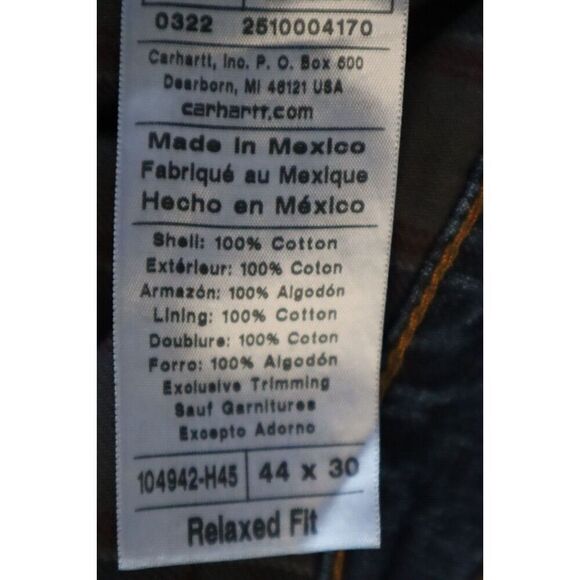 0322 2510004170
Carhartt, Inc. P. O. Box 600
Dearborn, MI 48121 USA
carhartt.com
Made in Mexico
Fabriqué au Mexique
Hecho en México
Shell: 100% Cotton
Extérieur: 100% Coton
Armazón: 100% Algodón
Lining: 100% Cotton
Doublure: 100% Coton
Forro: 100% Algodón
Exclusive Trimming
Sauf Garnitures
Excepto Adorno
104942-H45 44 x 30
Relaxed Fit